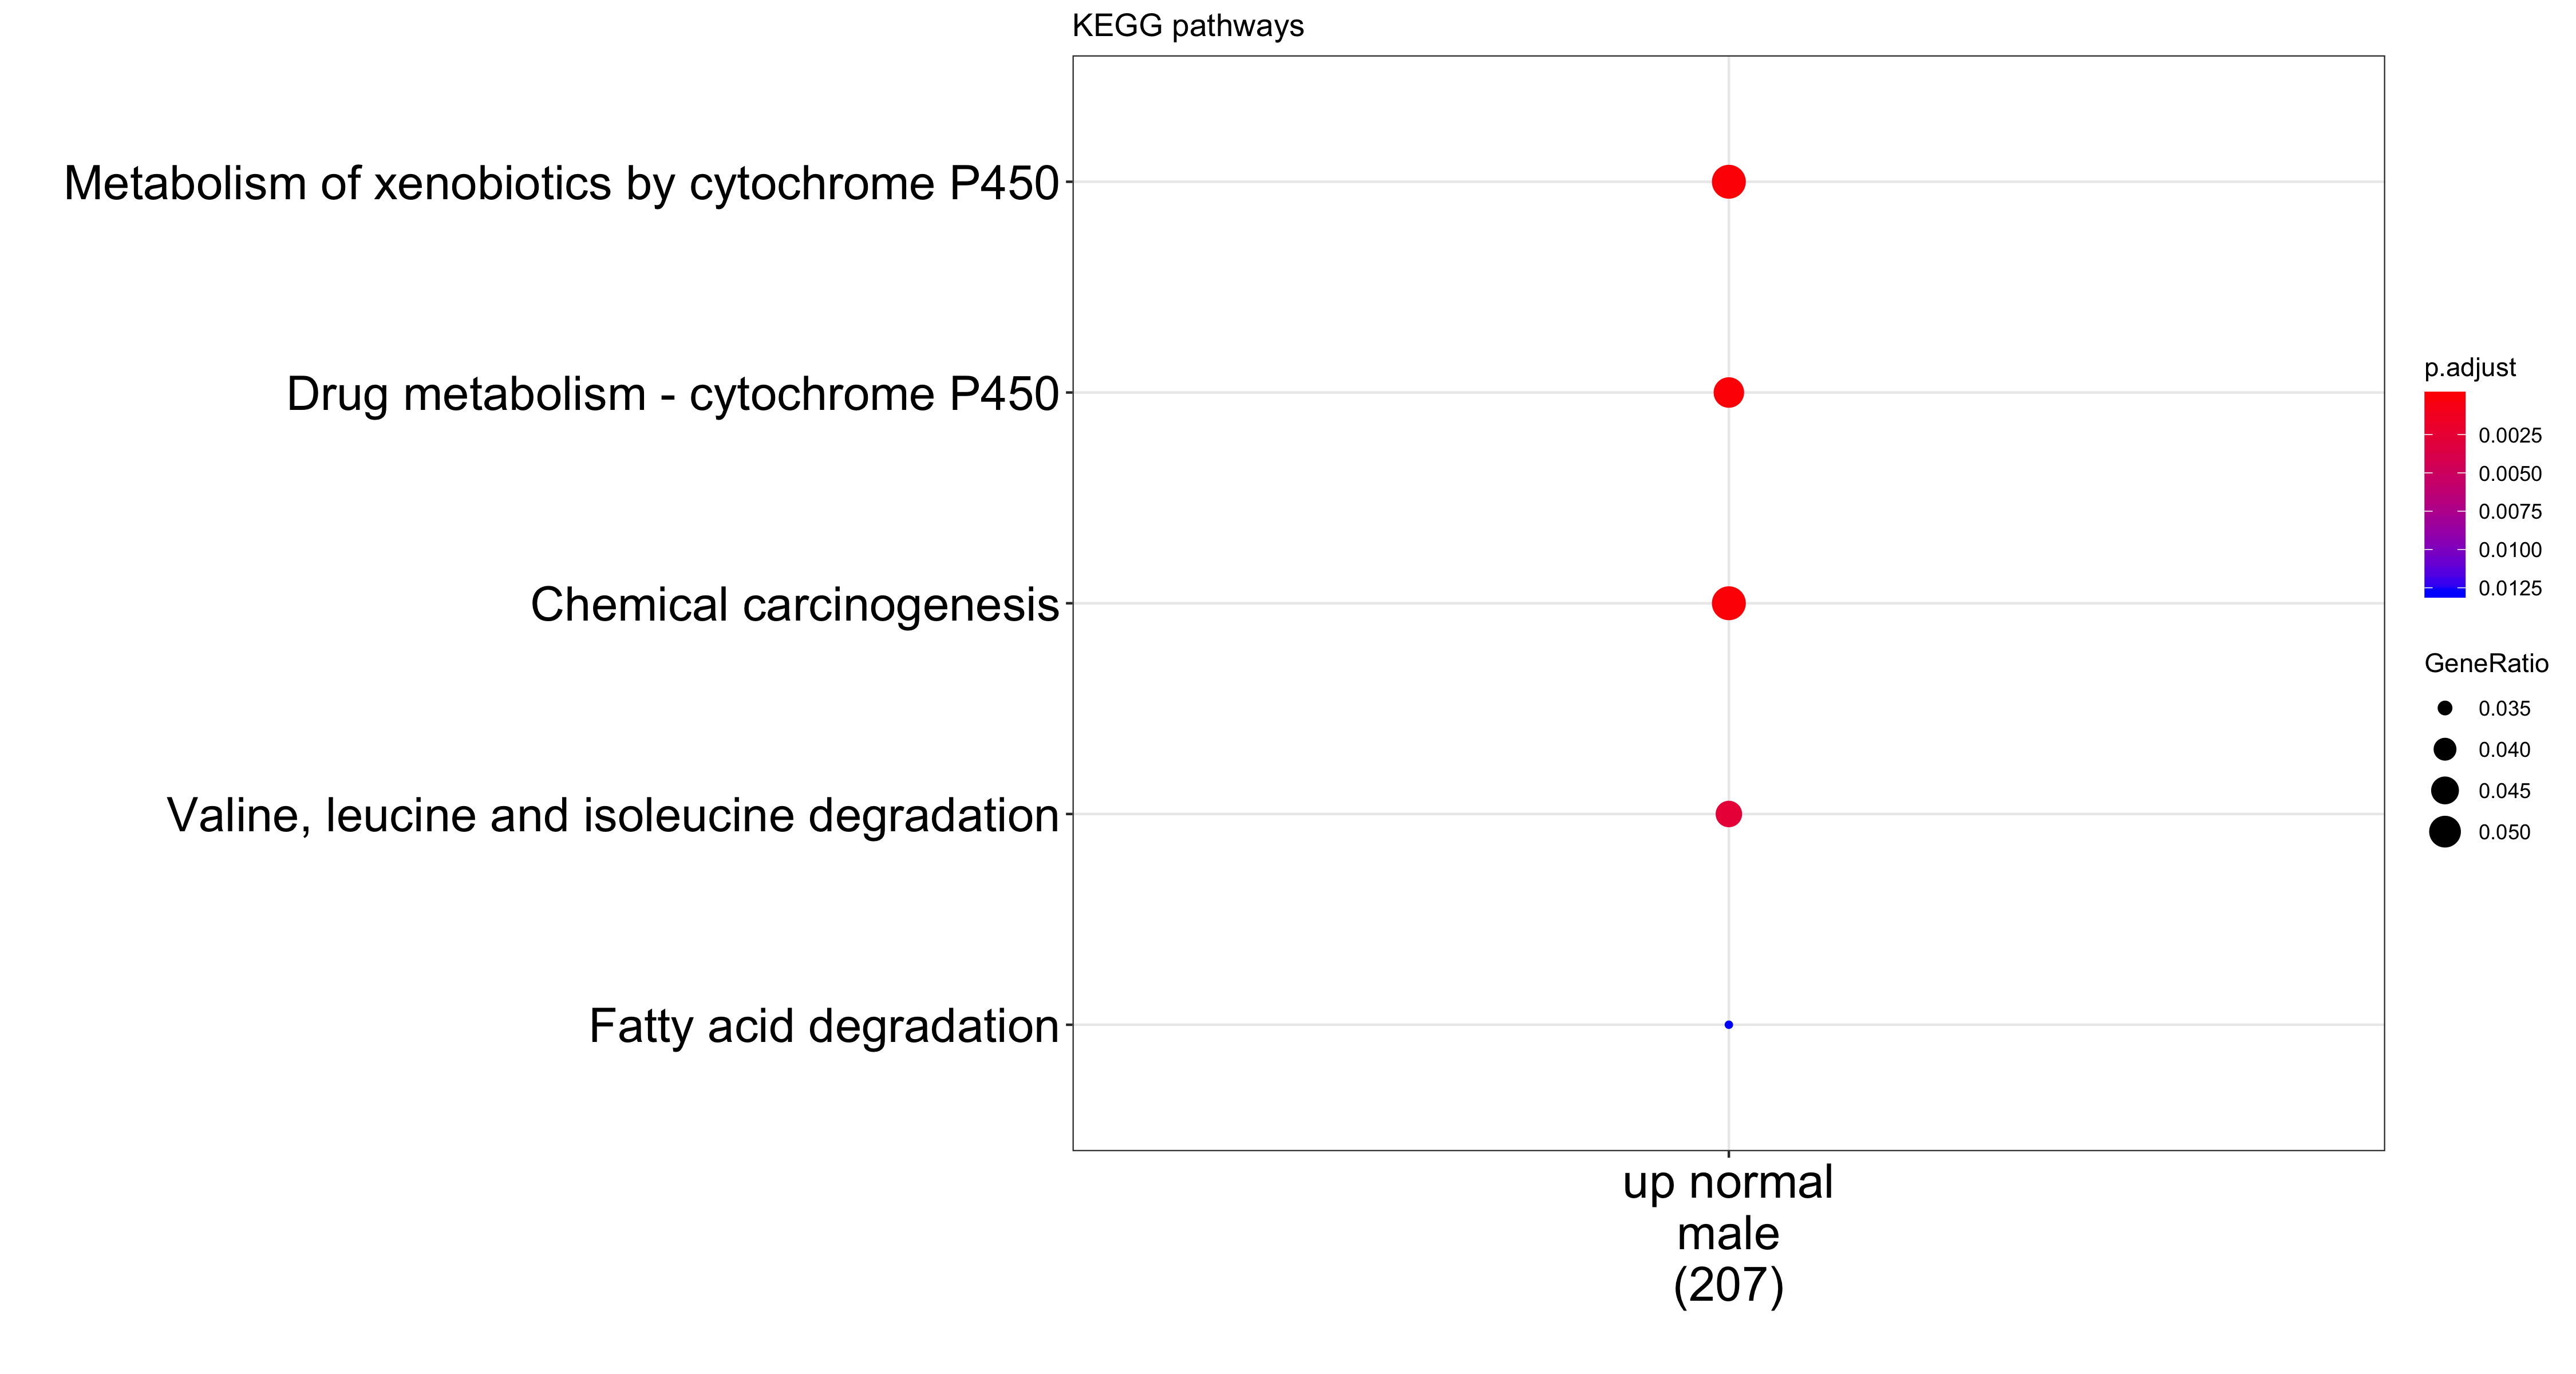 KEGG pathways
Metabolism of xenobiotics by cytochrome P450
Drug metabolism - cytochrome P450
Chemical carcinogenesis
Valine, leucine and isoleucine degradation
Fatty acid degradation
up normal
male
(207)
p.adjust
0.0025
0.0050
0.0075
0.0100
0.0125
GeneRatio
0.035
0.040
0.045
0.050